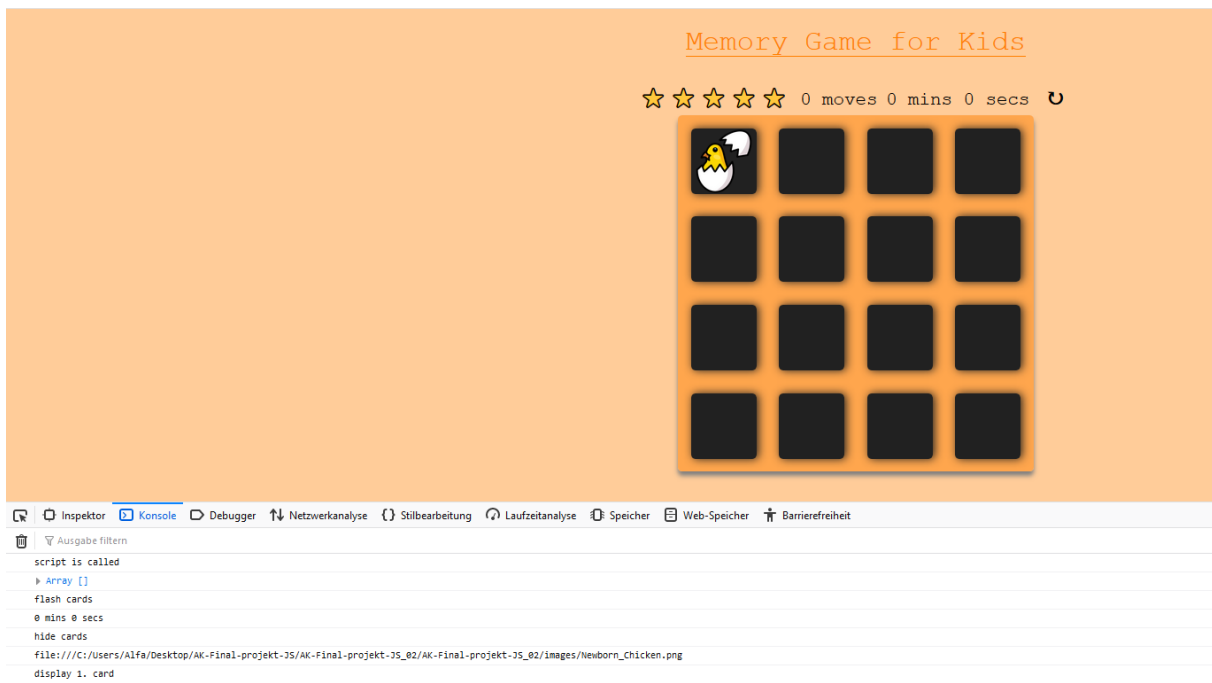 Memory Game for Kids
0 moves 0 mins 0 secs
Inspektor Konsole Debugger Netzwerkanalyse {} Stilbearbeitung Laufzeitanalyse Speicher Web-Speicher Barrierefreiheit
Ausgabe filtern
script is called
Array []
flash cards
0 mins 0 secs
hide cards
file:///C:/Users/Alfa/Desktop/AK-Final-projekt-JS/AK-Final-projekt-JS_02/AK-Final-projekt-JS_02/images/Newborn_Chicken.png
display 1. card